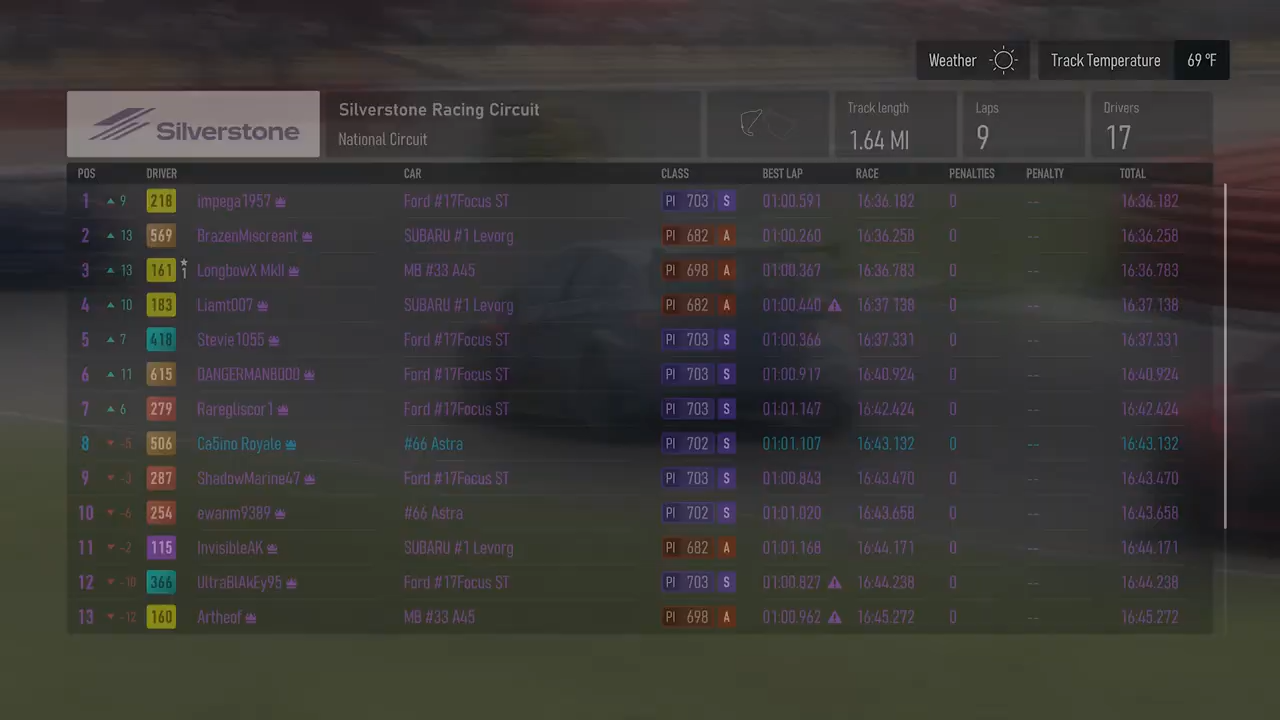 Weather Track Temperature 69 °F
Silverstone Silverstone Racing Circuit Track length Laps Drivers
National Circuit 1.64 MI 9 17
POS DRIVER CAR CLASS BEST LAP RACE PENALTIES PENALTY TOTAL
1 9 218 impega1957 Ford #17Focus ST PI 703 S 01:00.591 16:36.182 0 -- 16:36.182
2 13 569 BrazenMiscreant SUBARU #1 Levorg PI 682 A 01:00.260 16:36.258 0 -- 16:36.258
3 13 161 1 LongbowX MkII MB #33 A45 PI 698 A 01:00.367 16:36.783 0 -- 16:36.783
4 10 183 Liamt007 SUBARU #1 Levorg PI 682 A 01:00.440 16:37.138 0 -- 16:37.138
5 7 418 Stevie1055 Ford #17Focus ST PI 703 S 01:00.366 16:37.331 0 -- 16:37.331
6 11 615 DANGERMAN8000 Ford #17Focus ST PI 703 S 01:00.917 16:40.924 0 -- 16:40.924
7 6 279 Raregliscor1 Ford #17Focus ST PI 703 S 01:01.147 16:42.424 0 -- 16:42.424
8 -5 506 Ca5ino Royale #66 Astra PI 702 S 01:01.107 16:43.132 0 -- 16:43.132
9 -3 287 ShadowMarine47 Ford #17Focus ST PI 703 S 01:00.843 16:43.470 0 -- 16:43.470
10 -6 254 ewanm9389 #66 Astra PI 702 S 01:01.020 16:43.658 0 -- 16:43.658
11 -2 115 InvisibleAK SUBARU #1 Levorg PI 682 A 01:01.168 16:44.171 0 -- 16:44.171
12 -10 366 UltraBlAkEy95 Ford #17Focus ST PI 703 S 01:00.827 16:44.238 0 -- 16:44.238
13 -12 160 Artheof MB #33 A45 PI 698 A 01:00.962 16:45.272 0 -- 16:45.272